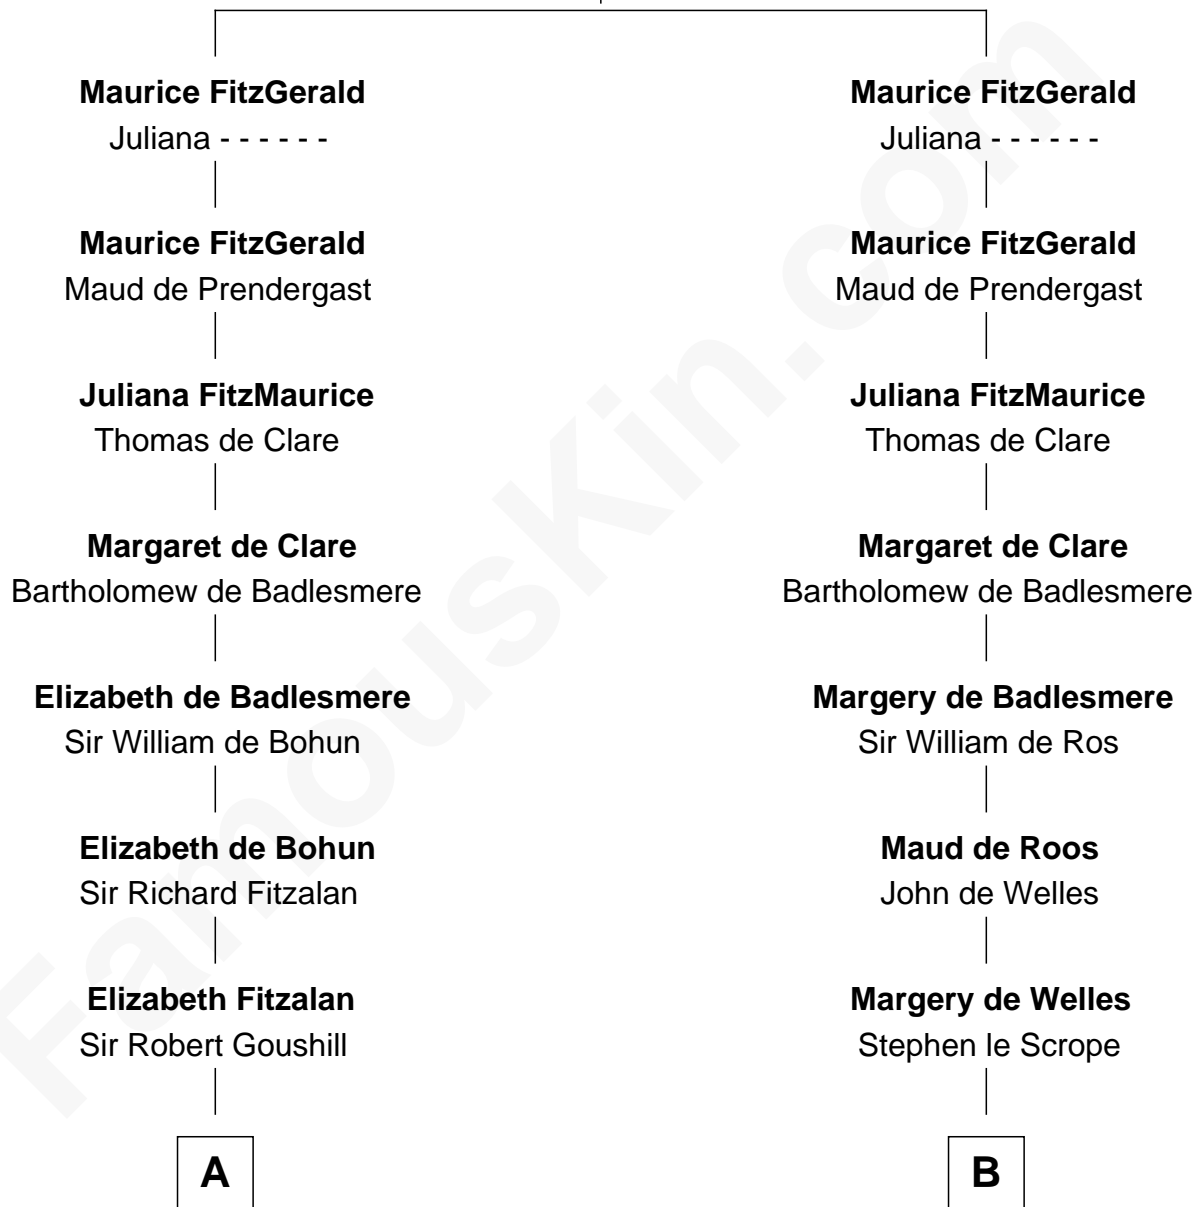 Maurice FitzGerald
Juliana - - - - - -
Maurice FitzGerald
Maud de Prendergast
Juliana FitzMaurice
Thomas de Clare
Margaret de Clare
Bartholomew de Badlesmere
Elizabeth de Badlesmere
Sir William de Bohun
Elizabeth de Bohun
Sir Richard Fitzalan
Elizabeth Fitzalan
Sir Robert Goushill
A
Maurice FitzGerald
Juliana - - - - - -
Maurice FitzGerald
Maud de Prendergast
Juliana FitzMaurice
Thomas de Clare
Margaret de Clare
Bartholomew de Badlesmere
Margery de Badlesmere
Sir William de Ros
Maud de Roos
John de Welles
Margery de Welles
Stephen le Scrope
B
FamousKin.com